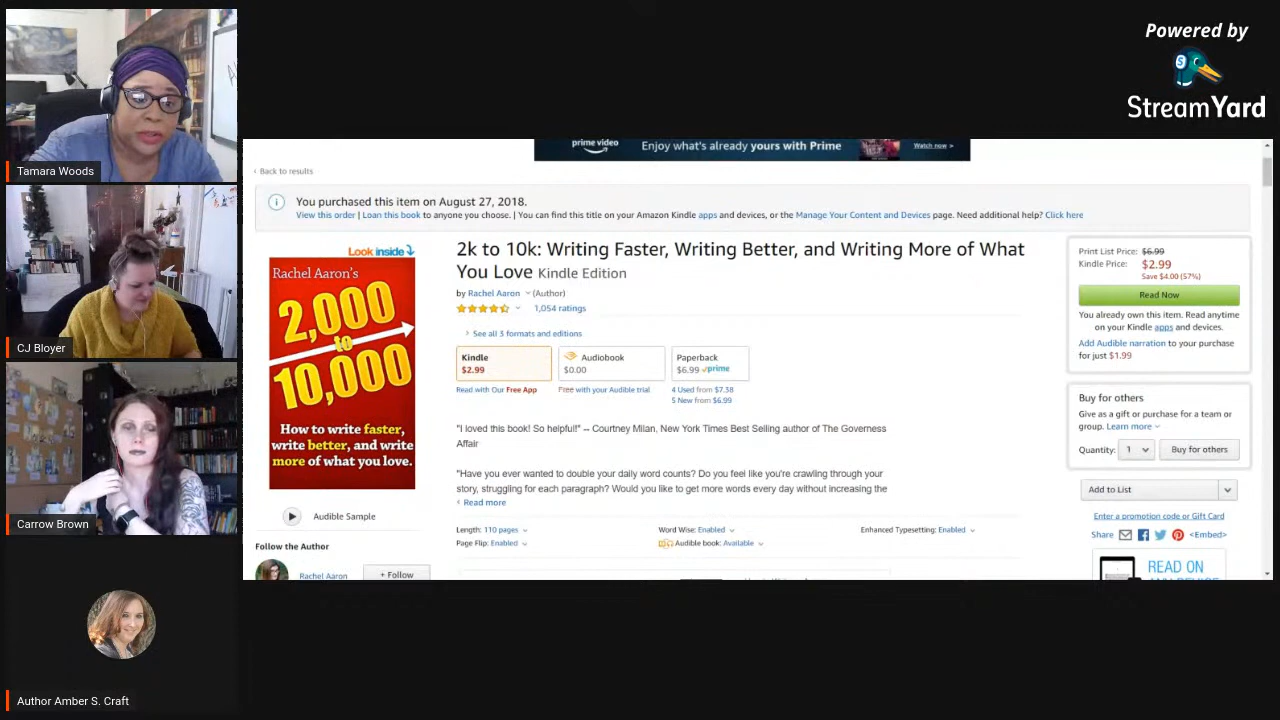 Powered by
StreamYard
Tamara Woods
CJ Bloyer
Carrow Brown
Author Amber S. Craft
prime video
Enjoy what's already yours with Prime
Watch now >
‹ Back to results
You purchased this item on August 27, 2018.
View this order | Loan this book to anyone you choose. | You can find this title on your Amazon Kindle apps and devices, or the Manage Your Content and Devices page. Need additional help? Click here
Look inside
Rachel Aaron's
2,000
to
10,000
How to write faster,
write better, and write
more of what you love.
Audible Sample
Follow the Author
Rachel Aaron
+ Follow
2k to 10k: Writing Faster, Writing Better, and Writing More of What
You Love Kindle Edition
by Rachel Aaron (Author)
1,054 ratings
See all 3 formats and editions
Kindle
$2.99
Audiobook
$0.00
Paperback
$6.99 prime
Read with Our Free App
Free with your Audible trial
4 Used from $7.38
5 New from $6.99
"I loved this book! So helpful!" -- Courtney Milan, New York Times Best Selling author of The Governess
Affair
"Have you ever wanted to double your daily word counts? Do you feel like you're crawling through your
story, struggling for each paragraph? Would you like to get more words every day without increasing the
Read more
Length: 110 pages
Word Wise: Enabled
Enhanced Typesetting: Enabled
Page Flip: Enabled
Audible book: Available
Print List Price: $6.99
Kindle Price: $2.99
Save $4.00 (57%)
Read Now
You already own this item. Read anytime
on your Kindle apps and devices.
Add Audible narration to your purchase
for just $1.99
Buy for others
Give as a gift or purchase for a team or
group. Learn more
Quantity: 1
Buy for others
Add to List
Enter a promotion code or Gift Card
Share <Embed>
READ ON